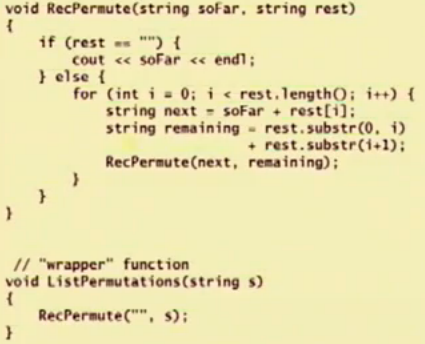 void RecPermute(string soFar, string rest)
{
    if (rest == "") {
        cout << soFar << endl;
    } else {
        for (int i = 0; i < rest.length(); i++) {
            string next = soFar + rest[i];
            string remaining = rest.substr(0, i)
                             + rest.substr(i+1);
            RecPermute(next, remaining);
        }
    }
}
// "wrapper" function
void ListPermutations(string s)
{
    RecPermute("", s);
}